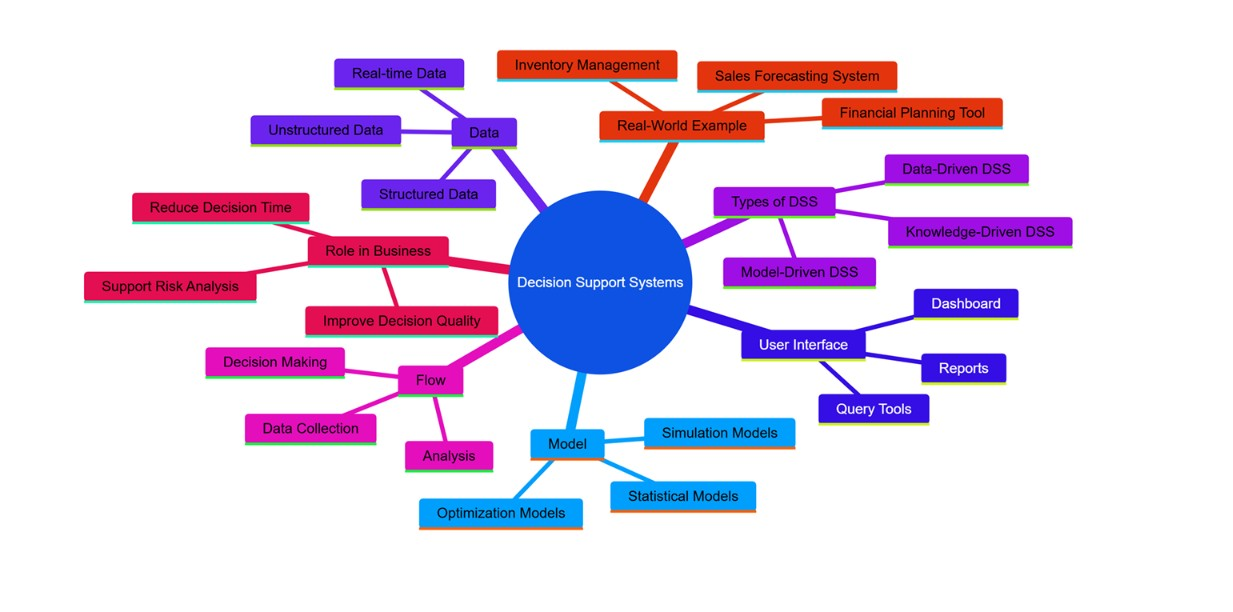 Inventory Management
Real-time Data
Sales Forecasting System
Financial Planning Tool
Real-World Example
Unstructured Data
Data
Structured Data
Data-Driven DSS
Types of DSS
Knowledge-Driven DSS
Model-Driven DSS
Reduce Decision Time
Role in Business
Support Risk Analysis
Improve Decision Quality
Decision Support Systems
Dashboard
User Interface
Reports
Query Tools
Decision Making
Flow
Data Collection
Analysis
Model
Simulation Models
Statistical Models
Optimization Models